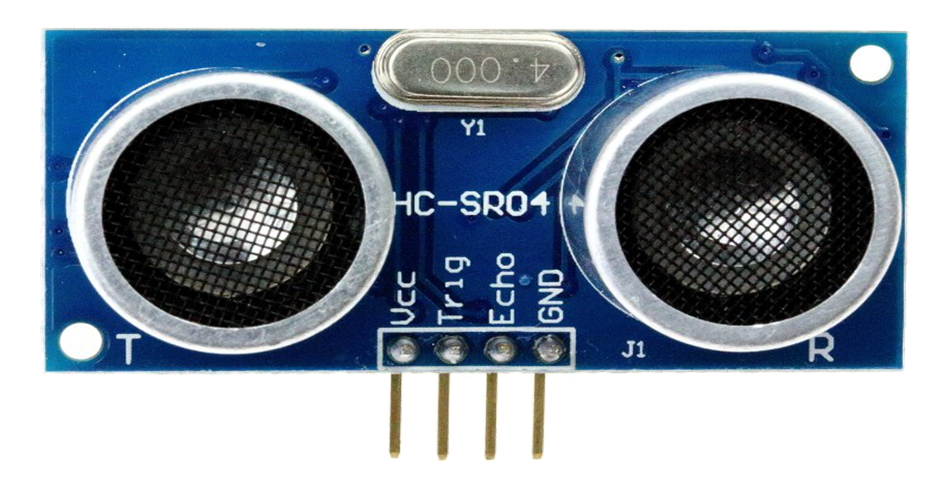 4.000
Y1
HC-SR04
Vcc
Trig
Echo
GND
T
J1
R